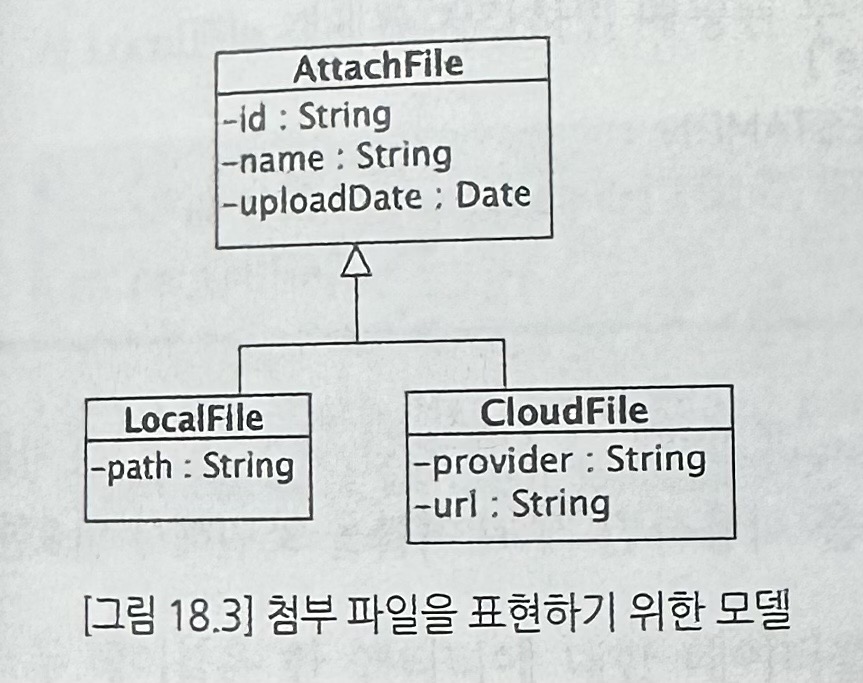 AttachFile
-id : String
-name : String
-uploadDate : Date
LocalFile
-path : String
CloudFile
-provider : String
-url : String
[그림 18.3] 첨부 파일을 표현하기 위한 모델